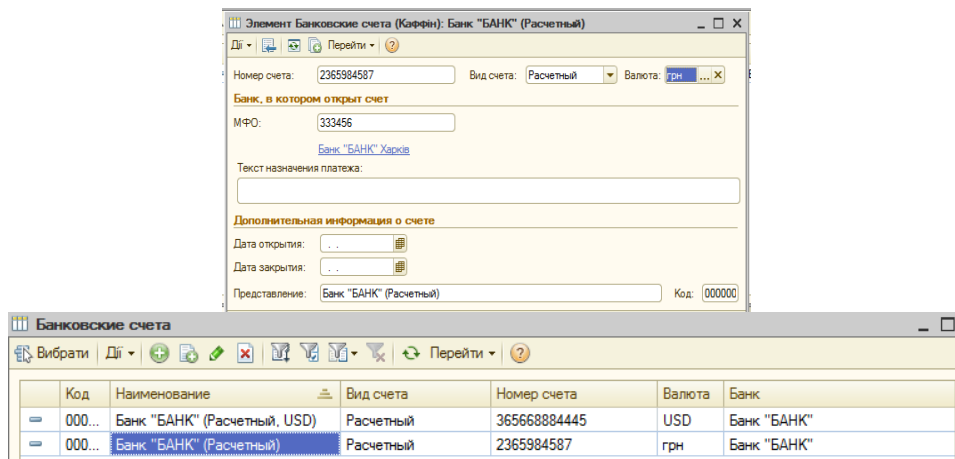 Элемент Банковские счета (Каффін): Банк "БАНК" (Расчетный)
Дії Перейти
Номер счета: 2365984587 Вид счета: Расчетный Валюта: грн ... X
Банк, в котором открыт счет
МФО: 333456
Банк "БАНК" Харків
Текст назначения платежа:
Дополнительная информация о счете
Дата открытия: . .
Дата закрытия: . .
Представление: Банк "БАНК" (Расчетный) Код: 000000
Банковские счета
Вибрати Дії Перейти
Код Наименование Вид счета Номер счета Валюта Банк
000... Банк "БАНК" (Расчетный, USD) Расчетный 365668884445 USD Банк "БАНК"
000... Банк "БАНК" (Расчетный) Расчетный 2365984587 грн Банк "БАНК"